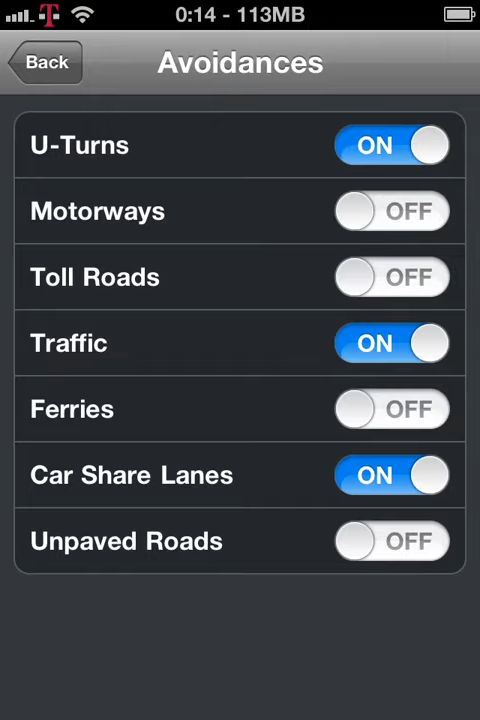 0:14 - 113MB
Back
Avoidances
U-Turns ON
Motorways OFF
Toll Roads OFF
Traffic ON
Ferries OFF
Car Share Lanes ON
Unpaved Roads OFF